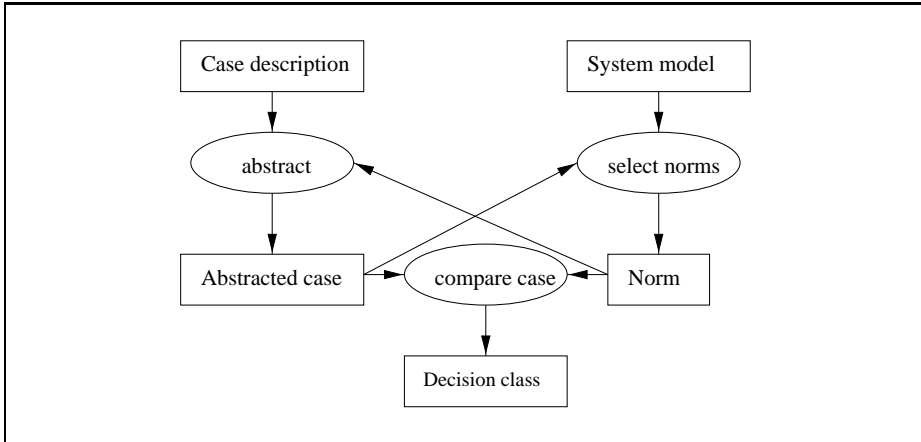 Case description
System model
abstract
select norms
Abstracted case
compare case
Norm
Decision class